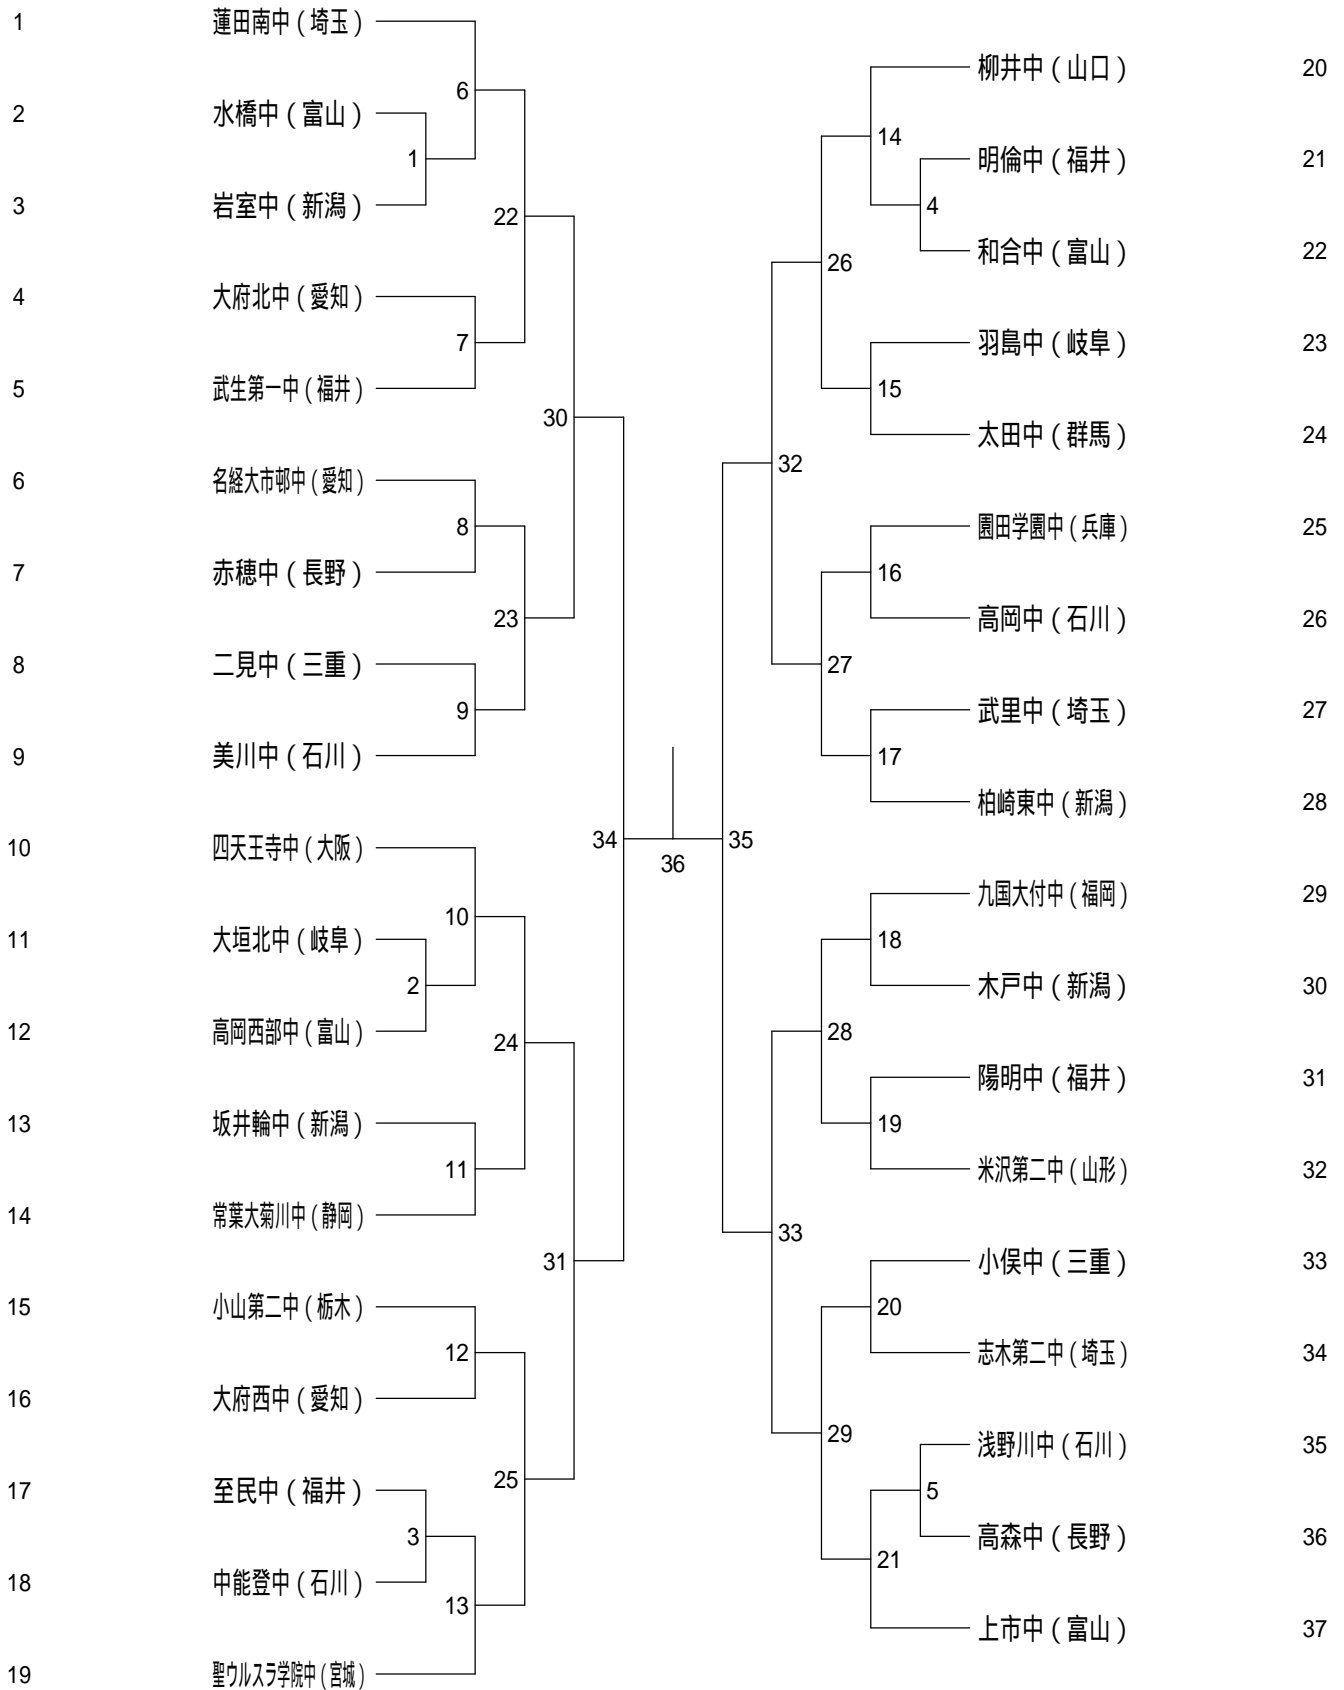 1 蓮田南中(埼玉)
2 水橋中(富山)
3 岩室中(新潟)
4 大府北中(愛知)
5 武生第一中(福井)
6 名経大市邨中(愛知)
7 赤穂中(長野)
8 二見中(三重)
9 美川中(石川)
10 四天王寺中(大阪)
11 大垣北中(岐阜)
12 高岡西部中(富山)
13 坂井輪中(新潟)
14 常葉大菊川中(静岡)
15 小山第二中(栃木)
16 大府西中(愛知)
17 至民中(福井)
18 中能登中(石川)
19 聖ウルスラ学院中(宮城)
6
1
22
7
30
8
23
9
34
10
2
24
11
31
12
25
3
13
36
35
14
4
26
15
32
16
27
17
18
28
19
33
20
29
5
21
柳井中(山口) 20
明倫中(福井) 21
和合中(富山) 22
羽島中(岐阜) 23
太田中(群馬) 24
園田学園中(兵庫) 25
高岡中(石川) 26
武里中(埼玉) 27
柏崎東中(新潟) 28
九国大付中(福岡) 29
木戸中(新潟) 30
陽明中(福井) 31
米沢第二中(山形) 32
小俣中(三重) 33
志木第二中(埼玉) 34
浅野川中(石川) 35
高森中(長野) 36
上市中(富山) 37